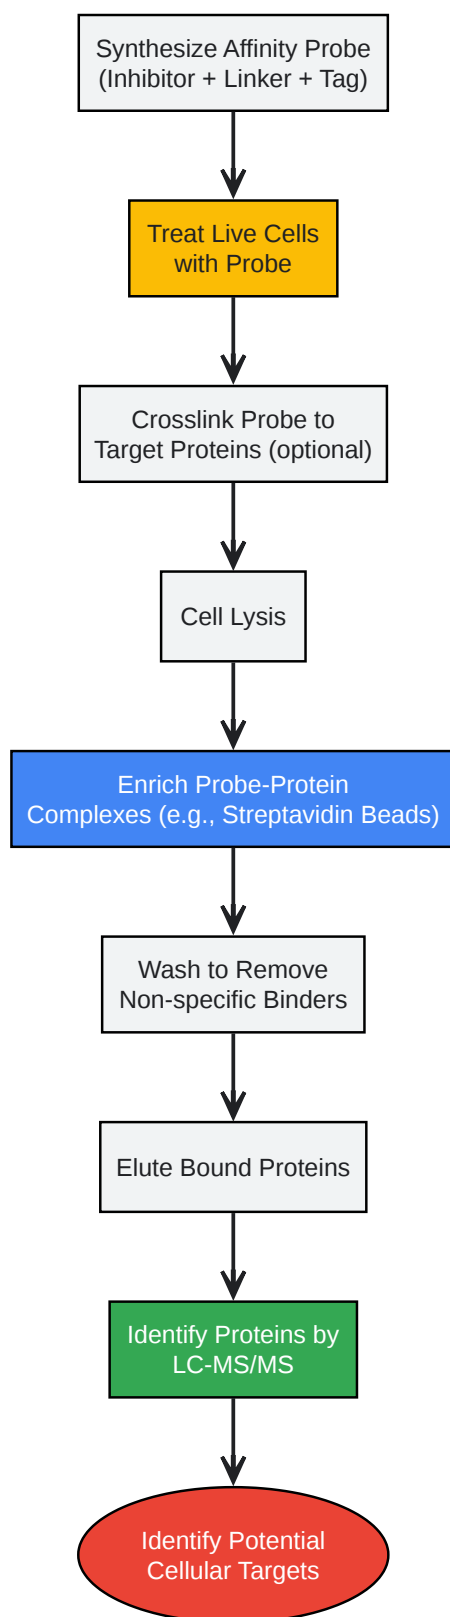 Synthesize Affinity Probe
(Inhibitor + Linker + Tag)
Treat Live Cells
with Probe
Crosslink Probe to
Target Proteins (optional)
Cell Lysis
Enrich Probe-Protein
Complexes (e.g., Streptavidin Beads)
Wash to Remove
Non-specific Binders
Elute Bound Proteins
Identify Proteins by
LC-MS/MS
Identify Potential
Cellular Targets